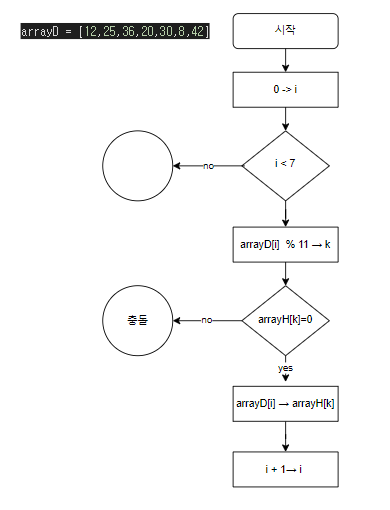 arrayD = [12,25,36,20,30,8,42]
시작
0 -> i
i < 7
no
arrayD[i] % 11 → k
arrayH[k]=0
no
충돌
yes
arrayD[i] → arrayH[k]
i + 1→ i